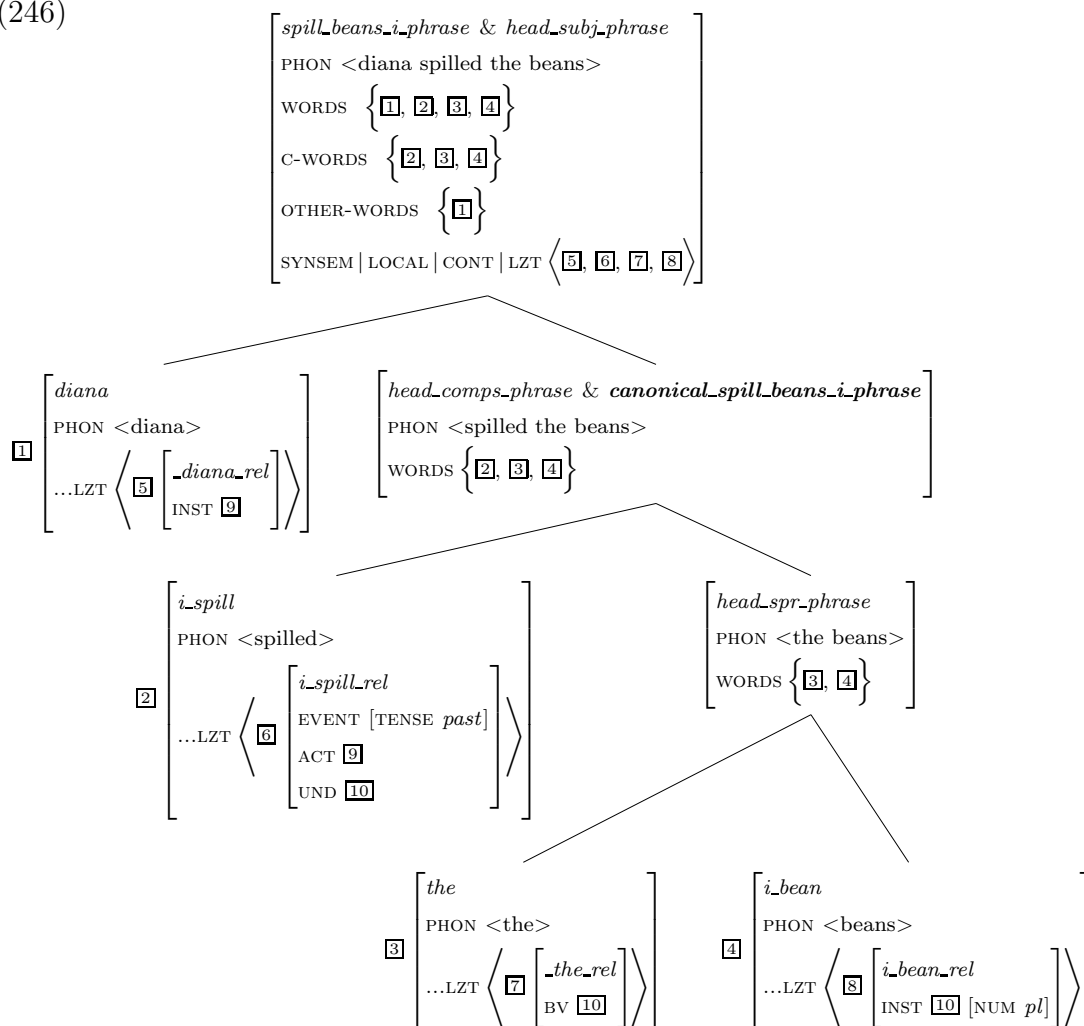 (246)
spill_beans_i_phrase & head_subj_phrase
PHON <diana spilled the beans>
WORDS {1, 2, 3, 4}
C-WORDS {2, 3, 4}
OTHER-WORDS {1}
SYNSEM | LOCAL | CONT | LZT ⟨5, 6, 7, 8⟩
diana
PHON <diana>
1 ...LZT ⟨5 [_diana_rel
INST 9]⟩
head_comps_phrase & canonical_spill_beans_i_phrase
PHON <spilled the beans>
WORDS {2, 3, 4}
i_spill
PHON <spilled>
2 ...LZT ⟨6 [i_spill_rel
EVENT [TENSE past]
ACT 9
UND 10]⟩
head_spr_phrase
PHON <the beans>
WORDS {3, 4}
the
PHON <the>
3 ...LZT ⟨7 [_the_rel
BV 10]⟩
i_bean
PHON <beans>
4 ...LZT ⟨8 [i_bean_rel
INST 10 [NUM pl]]⟩